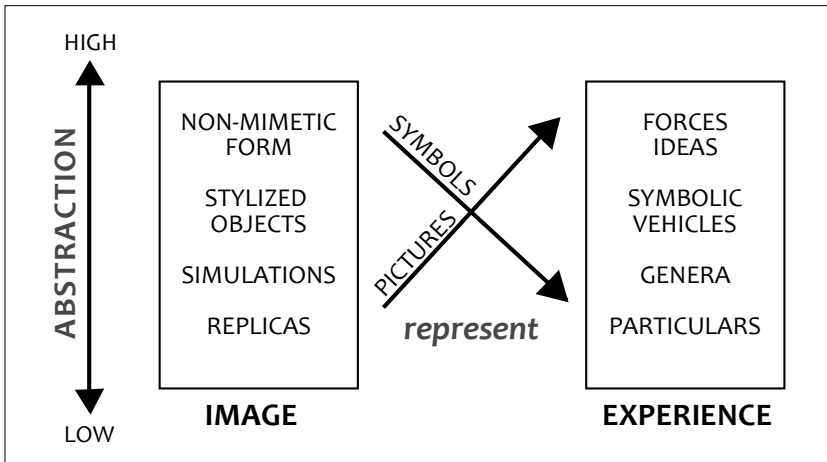 HIGH
ABSTRACTION
LOW
NON-MIMETIC
FORM
STYLIZED
OBJECTS
SIMULATIONS
REPLICAS
IMAGE
SYMBOLS
PICTURES
represent
FORCES
IDEAS
SYMBOLIC
VEHICLES
GENERA
PARTICULARS
EXPERIENCE